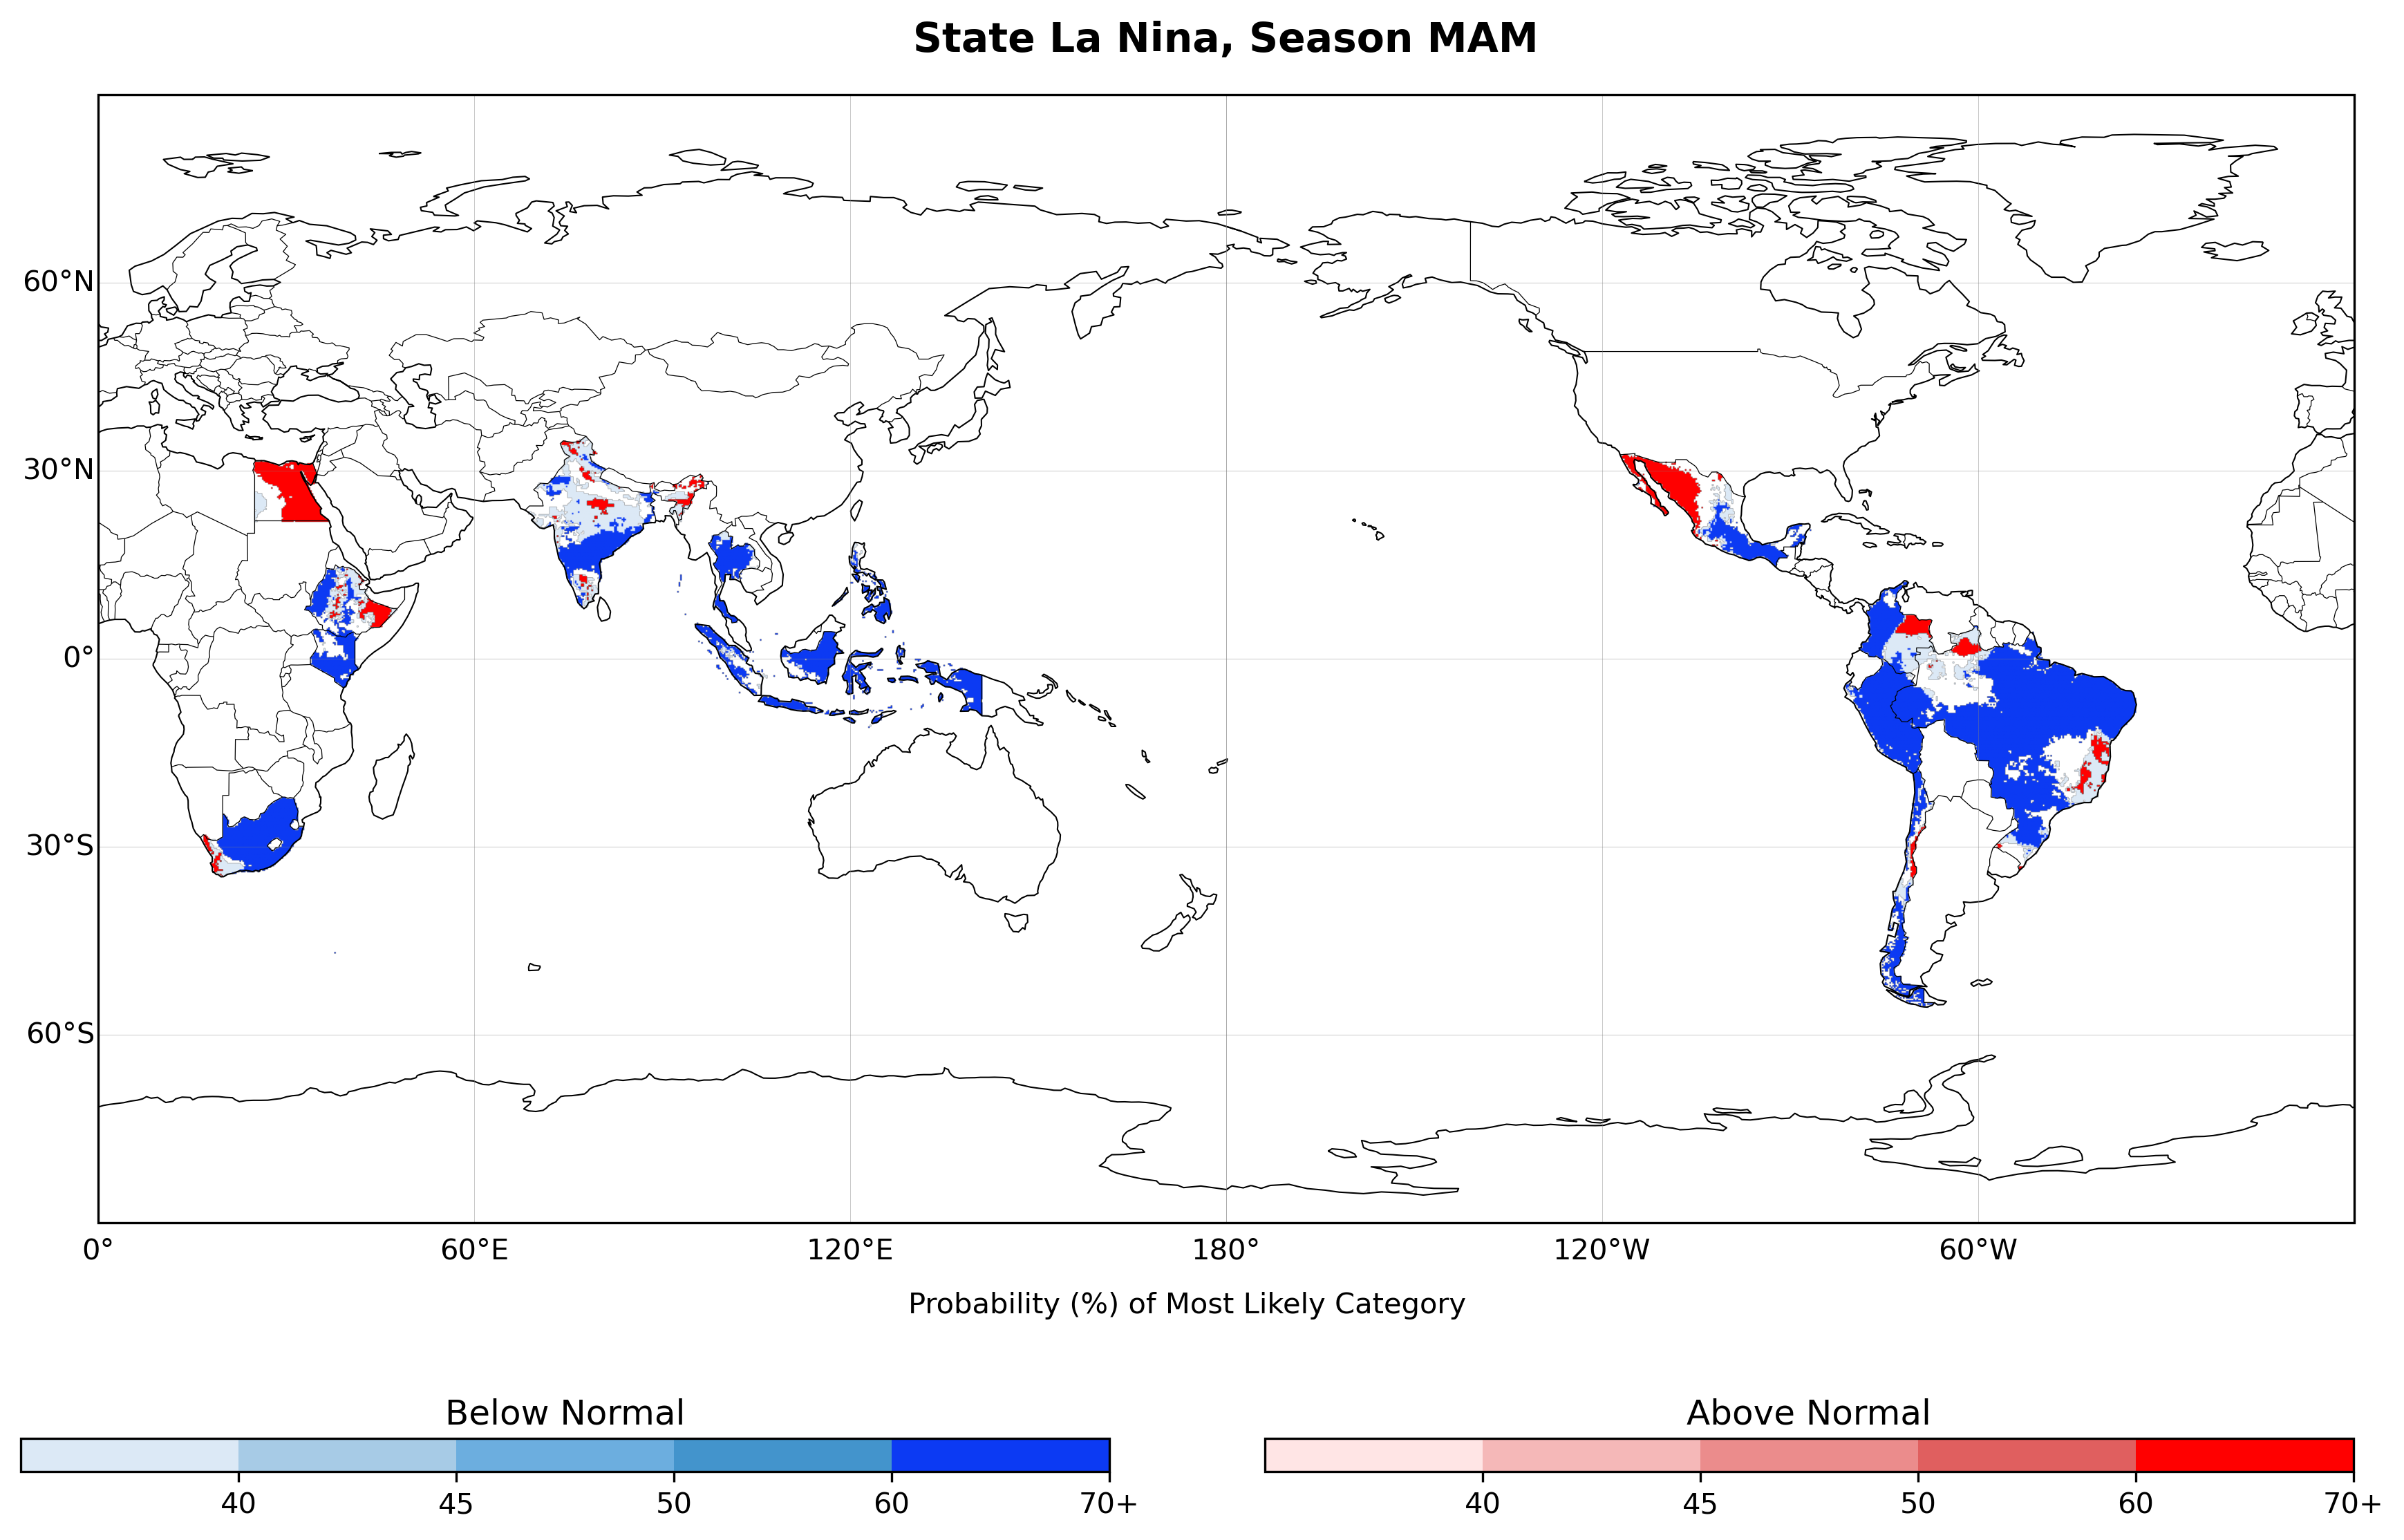 State La Nina, Season MAM
60°N
30°N
0°
30°S
60°S
0°
60°E
120°E
180°
120°W
60°W
Probability (%) of Most Likely Category
Below Normal
40
45
50
60
70+
Above Normal
40
45
50
60
70+